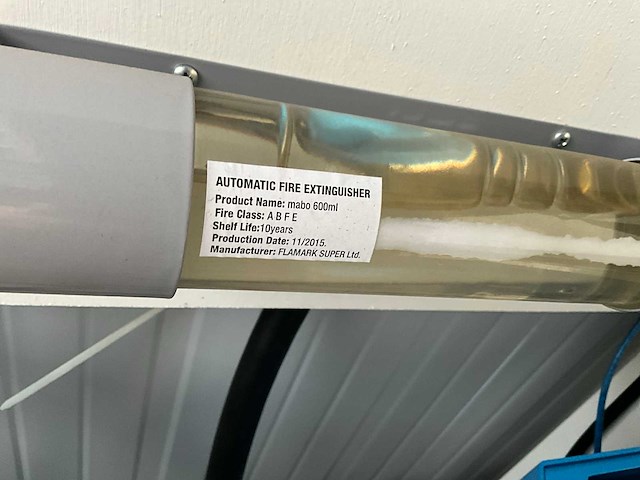 AUTOMATIC FIRE EXTINGUISHER
Product Name: mabo 600ml
Fire Class: A B F E
Shelf Life:10years
Production Date: 11/2015.
Manufacturer: FLAMARK SUPER Ltd.